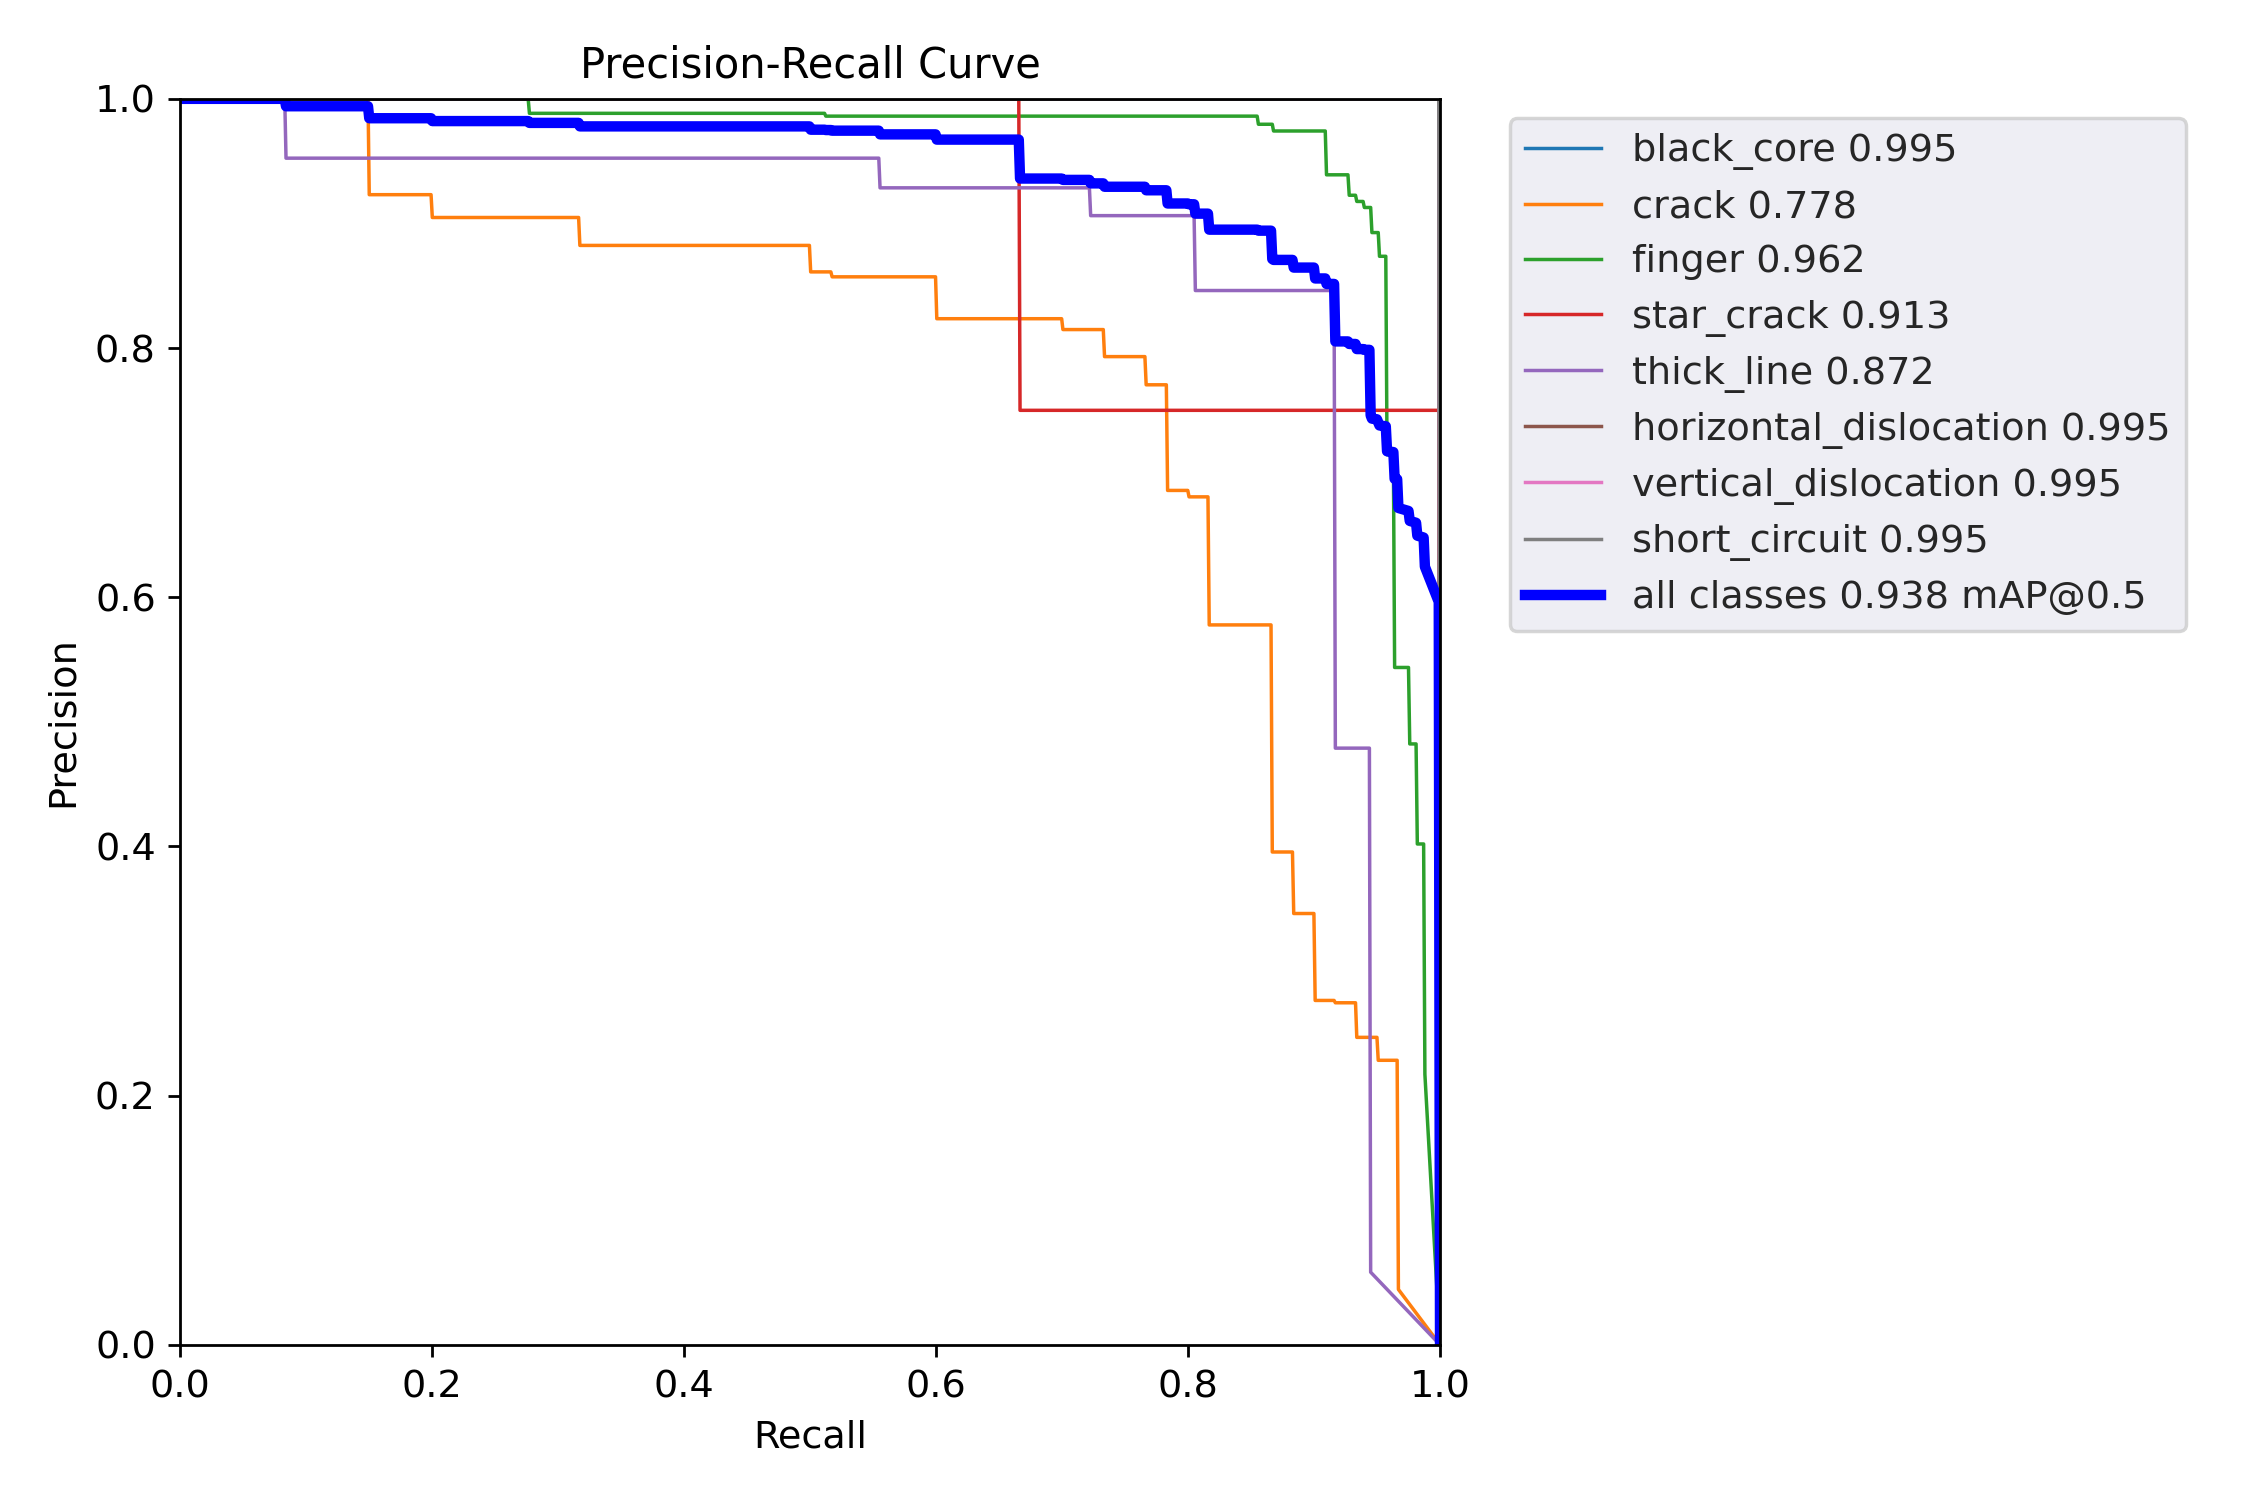 Precision-Recall Curve
1.0
0.8
0.6
0.4
0.2
0.0
Precision
0.0 0.2 0.4 0.6 0.8 1.0
Recall
black_core 0.995
crack 0.778
finger 0.962
star_crack 0.913
thick_line 0.872
horizontal_dislocation 0.995
vertical_dislocation 0.995
short_circuit 0.995
all classes 0.938 mAP@0.5